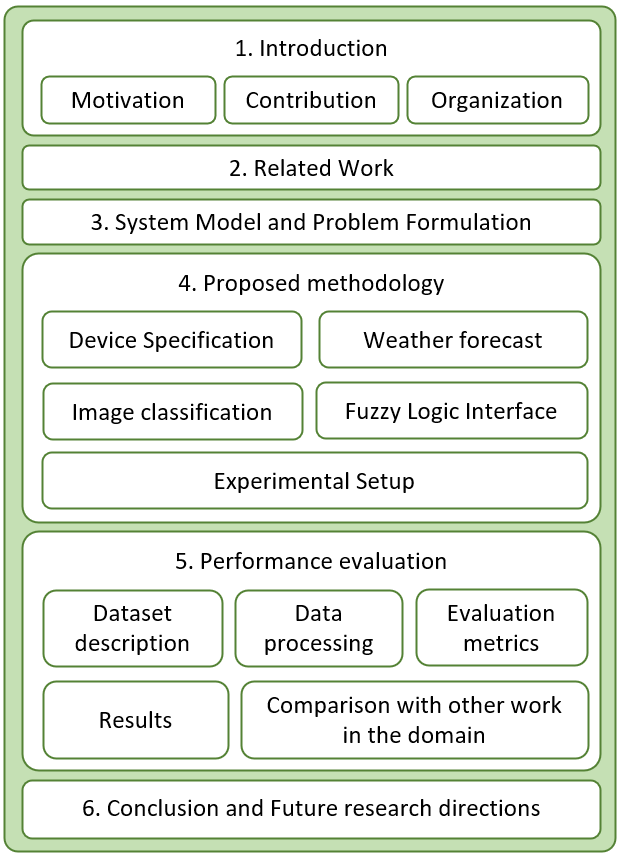 1. Introduction
Motivation
Contribution
Organization
2. Related Work
3. System Model and Problem Formulation
4. Proposed methodology
Device Specification
Weather forecast
Image classification
Fuzzy Logic Interface
Experimental Setup
5. Performance evaluation
Dataset
description
Data
processing
Evaluation
metrics
Results
Comparison with other work
in the domain
6. Conclusion and Future research directions